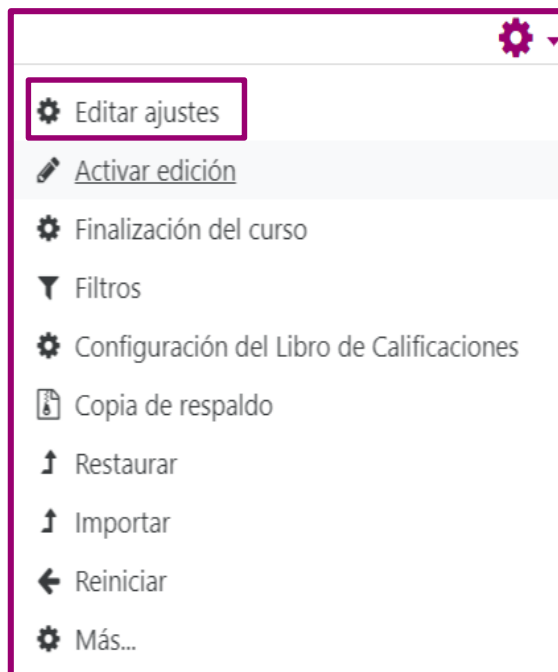 Editar ajustes
Activar edición
Finalización del curso
Filtros
Configuración del Libro de Calificaciones
Copia de respaldo
Restaurar
Importar
Reiniciar
Más...